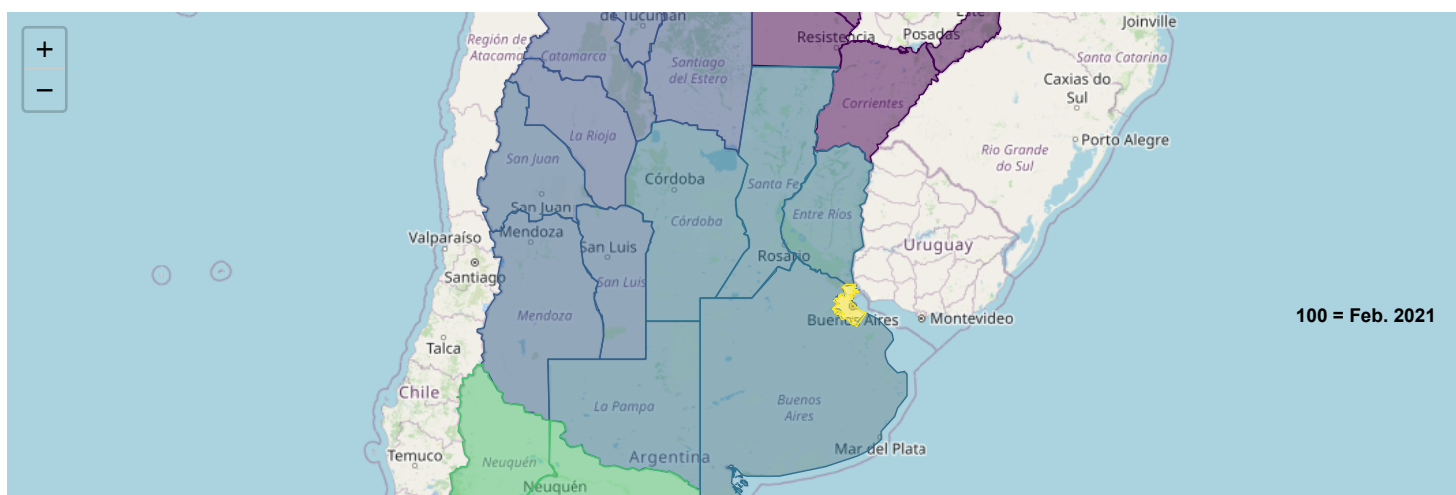 +
−
de Tucumán
Este
Joinville
Región de
Atacama
Catamarca
Santiago
del Estero
Resistencia
Posadas
Santa Catarina
Caxias do
Sul
Corrientes
La Rioja
Porto Alegre
Rio Grande
do Sul
San Juan
Córdoba
Santa Fe
San Juan
Córdoba
Entre Ríos
Valparaíso
Mendoza
San Luis
Rosario
Uruguay
Santiago
San Luis
Mendoza
Buenos Aires
Montevideo
100 = Feb. 2021
Talca
Chile
La Pampa
Buenos
Aires
Temuco
Neuquén
Argentina
Mar del Plata
Neuquén